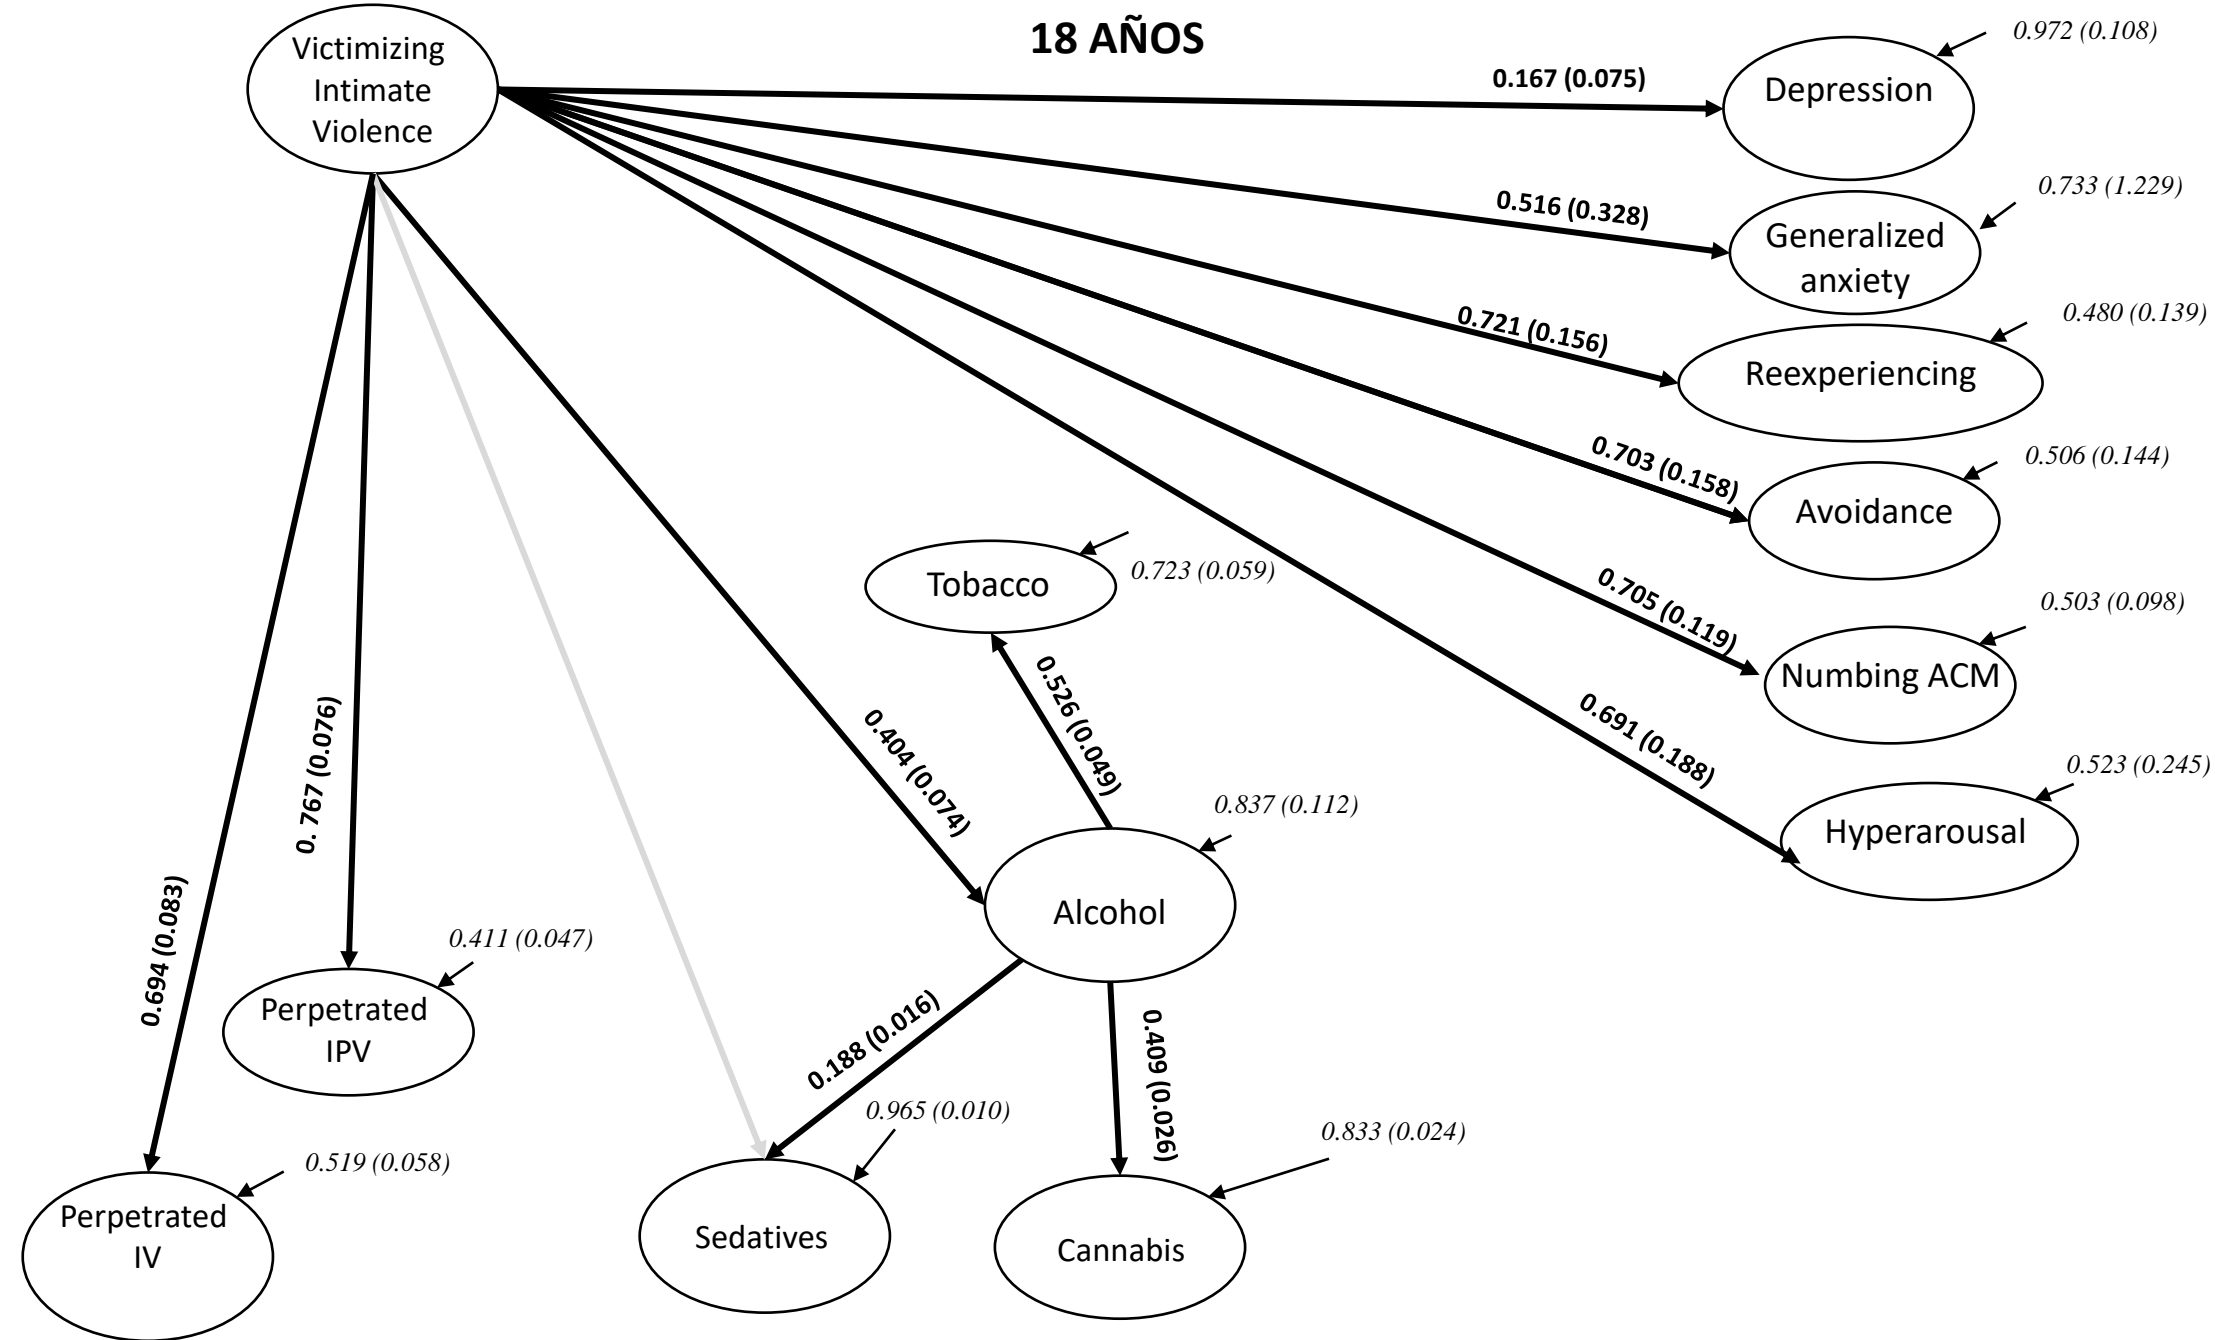 18 AÑOS
Victimizing
Intimate
Violence
0.167 (0.075)
Depression
0.972 (0.108)
0.516 (0.328)
Generalized
anxiety
0.733 (1.229)
0.721 (0.156)
Reexperiencing
0.480 (0.139)
0.703 (0.158)
Avoidance
0.506 (0.144)
0.705 (0.119)
Numbing ACM
0.503 (0.098)
0.691 (0.188)
Hyperarousal
0.523 (0.245)
Tobacco
0.723 (0.059)
0.526 (0.049)
0.404 (0.074)
Alcohol
0.837 (0.112)
0. 767 (0.076)
0.694 (0.083)
Perpetrated
IPV
0.411 (0.047)
Perpetrated
IV
0.519 (0.058)
0.188 (0.016)
Sedatives
0.965 (0.010)
0.409 (0.026)
Cannabis
0.833 (0.024)